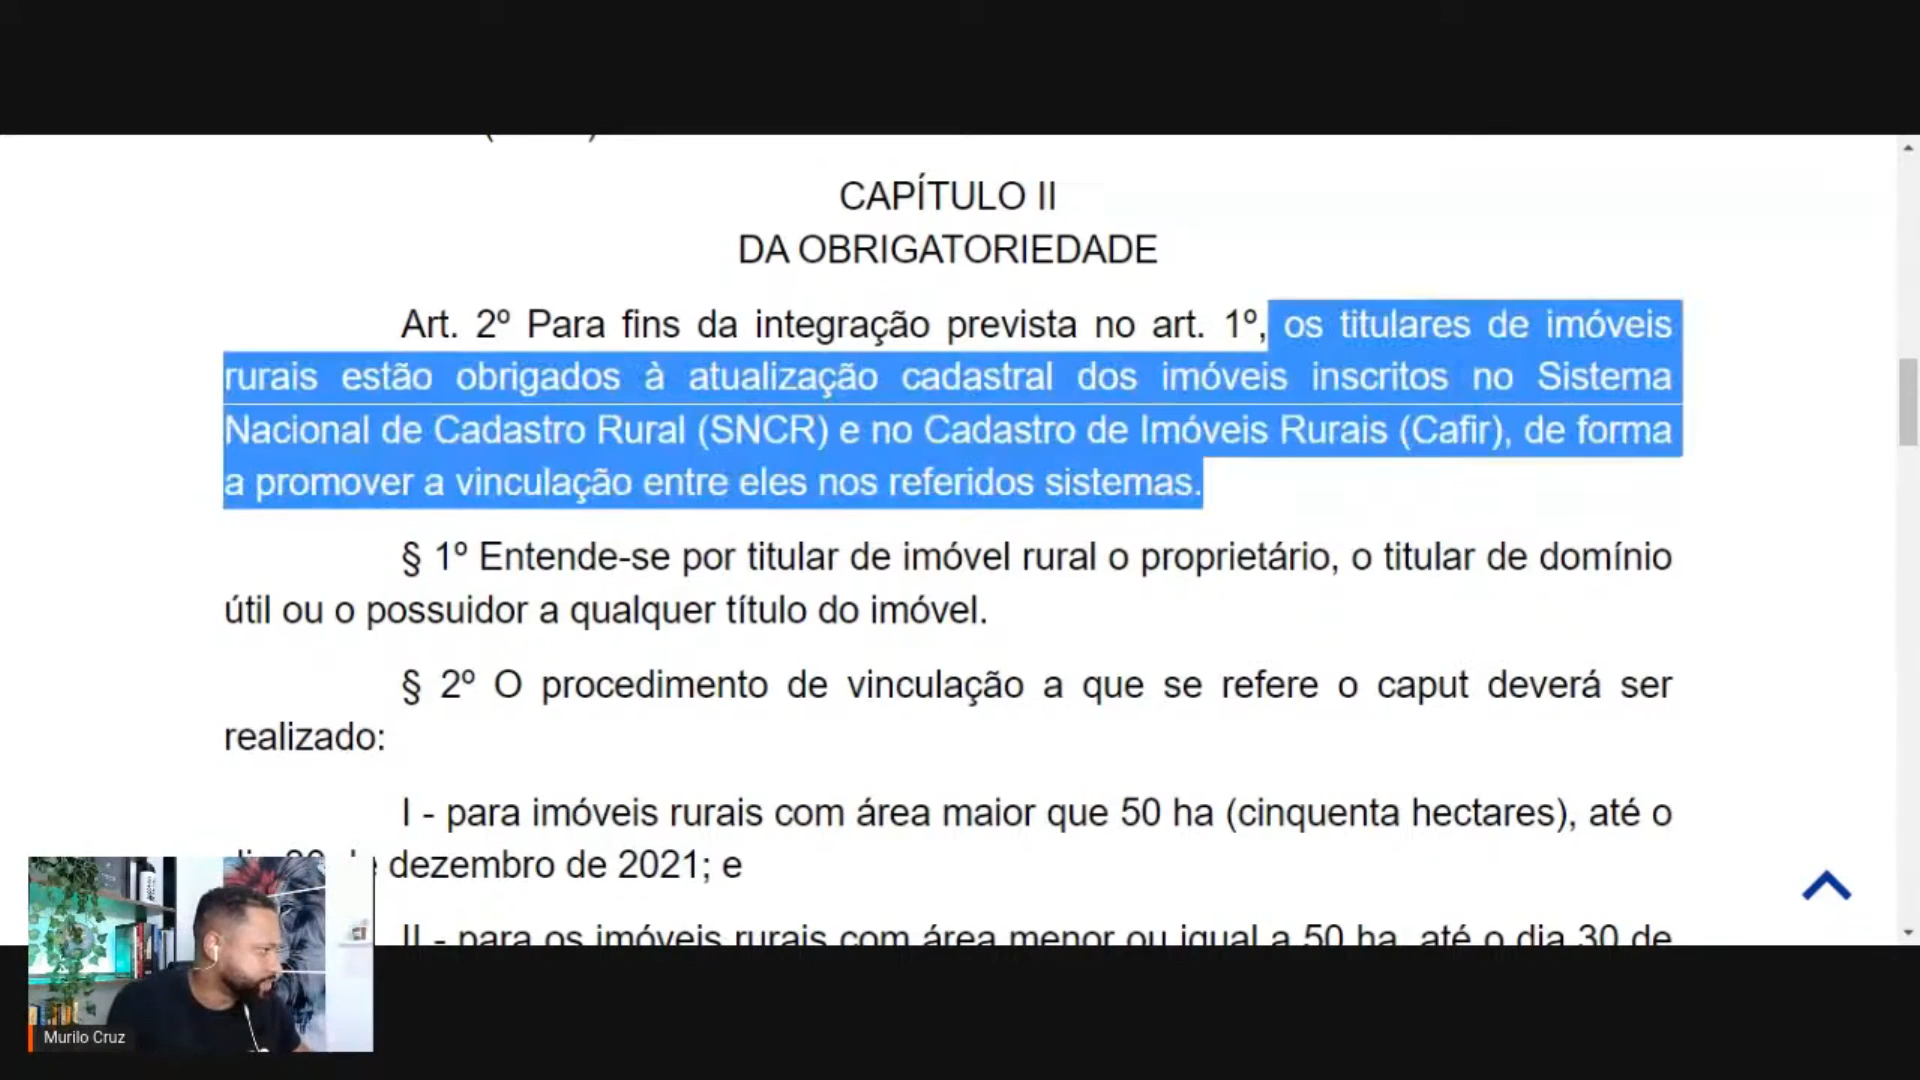 CAPÍTULO II
DA OBRIGATORIEDADE
Art. 2º Para fins da integração prevista no art. 1º, os titulares de imóveis
rurais estão obrigados à atualização cadastral dos imóveis inscritos no Sistema
Nacional de Cadastro Rural (SNCR) e no Cadastro de Imóveis Rurais (Cafir), de forma
a promover a vinculação entre eles nos referidos sistemas.
§ 1º Entende-se por titular de imóvel rural o proprietário, o titular de domínio
útil ou o possuidor a qualquer título do imóvel.
§ 2º O procedimento de vinculação a que se refere o caput deverá ser
realizado:
I - para imóveis rurais com área maior que 50 ha (cinquenta hectares), até o
dezembro de 2021; e
II - para os imóveis rurais com área menor ou igual a 50 ha, até o dia 30 de
Murilo Cruz